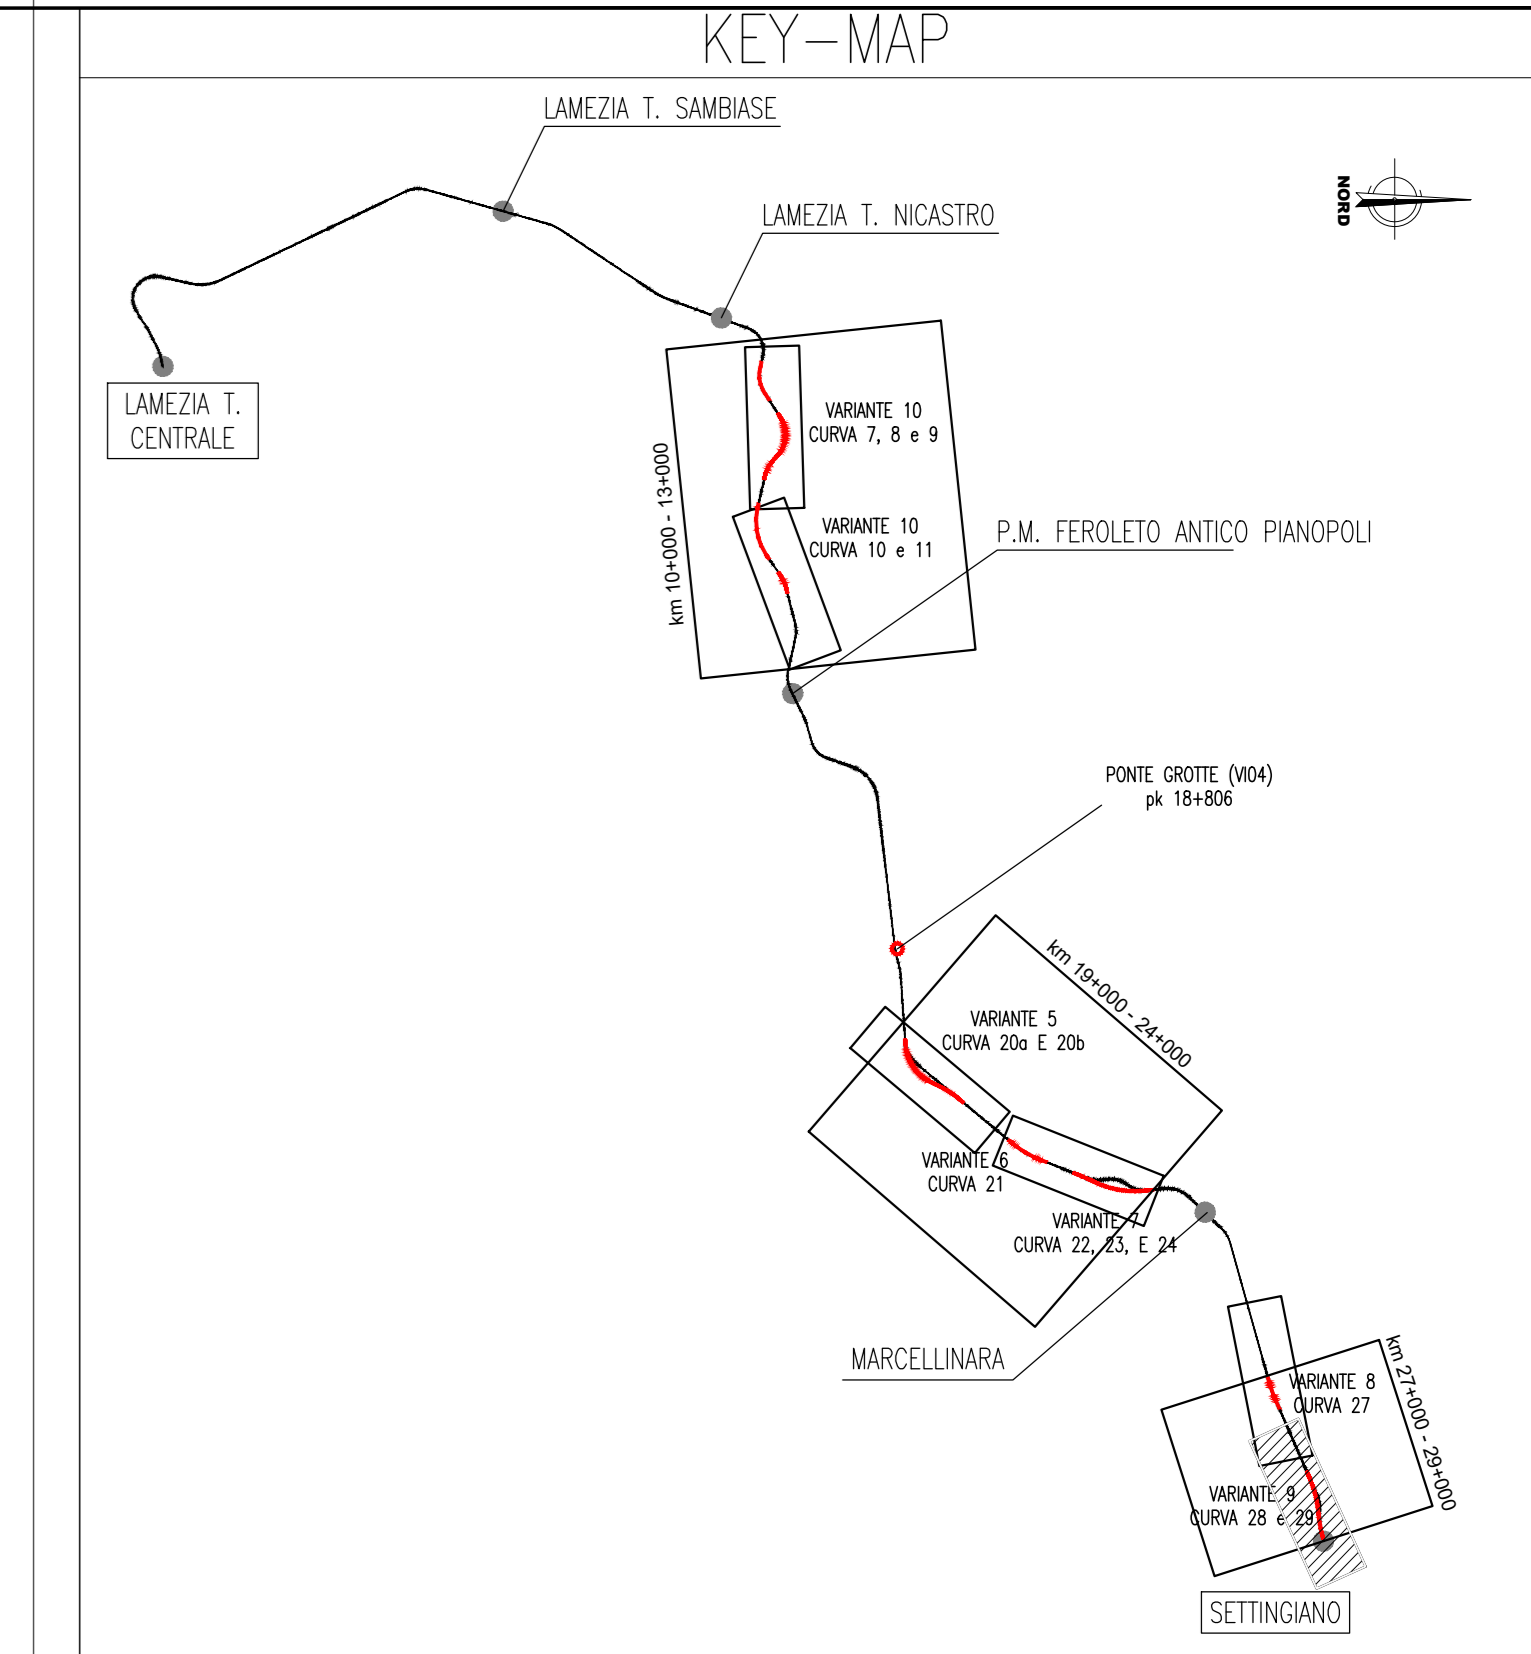 KEY-MAP
LAMEZIA T. SAMBIASE
NORD
LAMEZIA T. NICASTRO
LAMEZIA T.
CENTRALE
VARIANTE 10
CURVA 7, 8 e 9
km 10+000 - 13+000
VARIANTE 10
CURVA 10 e 11
P.M. FEROLETO ANTICO PIANOPOLI
PONTE GROTTE (VI04)
pk 18+806
km 19+000 - 24+000
VARIANTE 5
CURVA 20a E 20b
VARIANTE 6
CURVA 21
VARIANTE 7
CURVA 22, 23, E 24
MARCELLINARA
km 27+000 - 29+000
VARIANTE 8
CURVA 27
VARIANTE 9
CURVA 28 e 29
SETTINGIANO